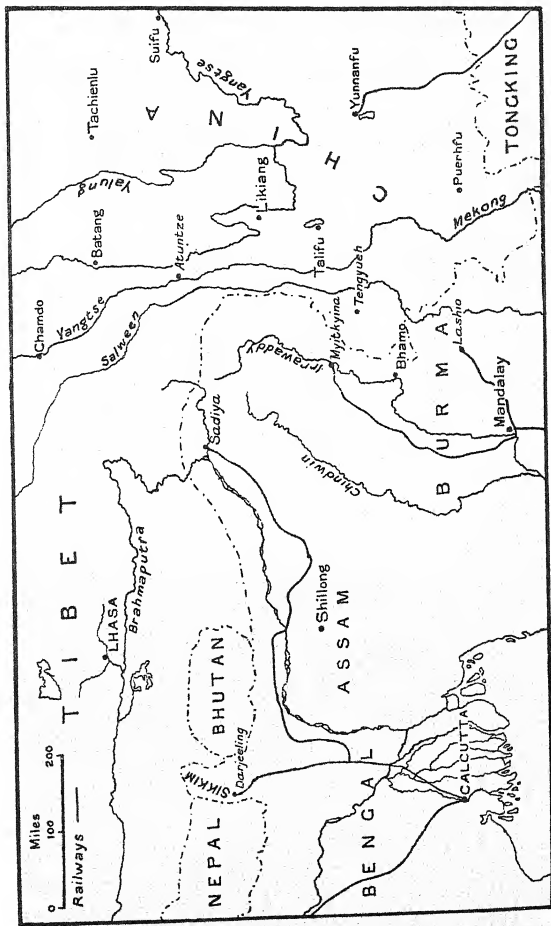 Miles
0 100 200
Railways
TIBET
LHASA
Brahmaputra
Chamdo
Yangtse
Salween
Batang
Yalung
Tachienlu
Suifu
Yangtse
Atuntze
Likiang
CHINA
NEPAL
SIKKIM
Darjeeling
BHUTAN
Sadiya
Irrawaddy
Myitkyina
Talifu
Tengyueh
Yunnanfu
Shillong
ASSAM
Chindwin
Bhamo
BURMA
Lashio
Mandalay
Puerhfu
Mekong
TONGKING
BENGAL
CALCUTTA